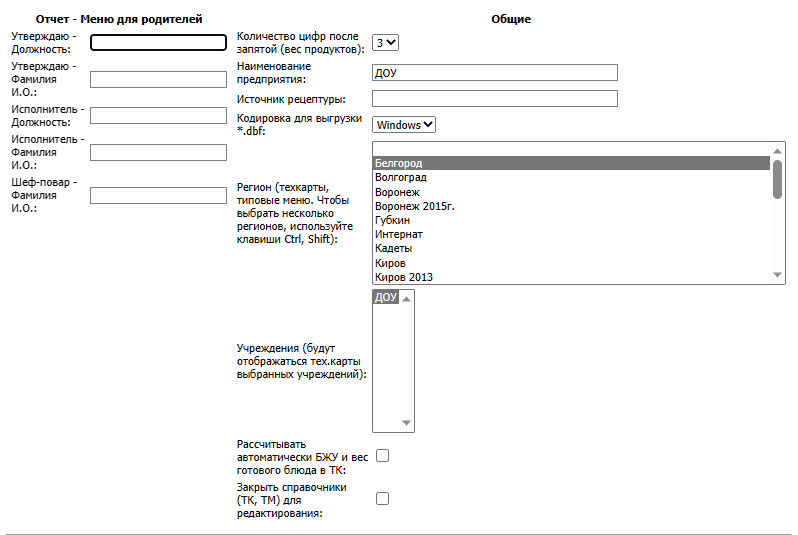 Отчет - Меню для родителей
Утверждаю -
Должность:
Утверждаю -
Фамилия
И.О.:
Исполнитель -
Должность:
Исполнитель -
Фамилия
И.О.:
Шеф-повар -
Фамилия
И.О.:
Общие
Количество цифр после
запятой (вес продуктов):
3
Наименование
предприятия:
ДОУ
Источник рецептуры:
Кодировка для выгрузки
*.dbf:
Windows
Регион (техкарты,
типовые меню. Чтобы
выбрать несколько
регионов, используйте
клавиши Ctrl, Shift):
Белгород
Волгоград
Воронеж
Воронеж 2015г.
Губкин
Интернат
Кадеты
Киров
Киров 2013
Учреждения (будут
отображаться тех.карты
выбранных учреждений):
ДОУ
Рассчитывать
автоматически БЖУ и вес
готового блюда в ТК:
Закрыть справочники
(ТК, ТМ) для
редактирования: